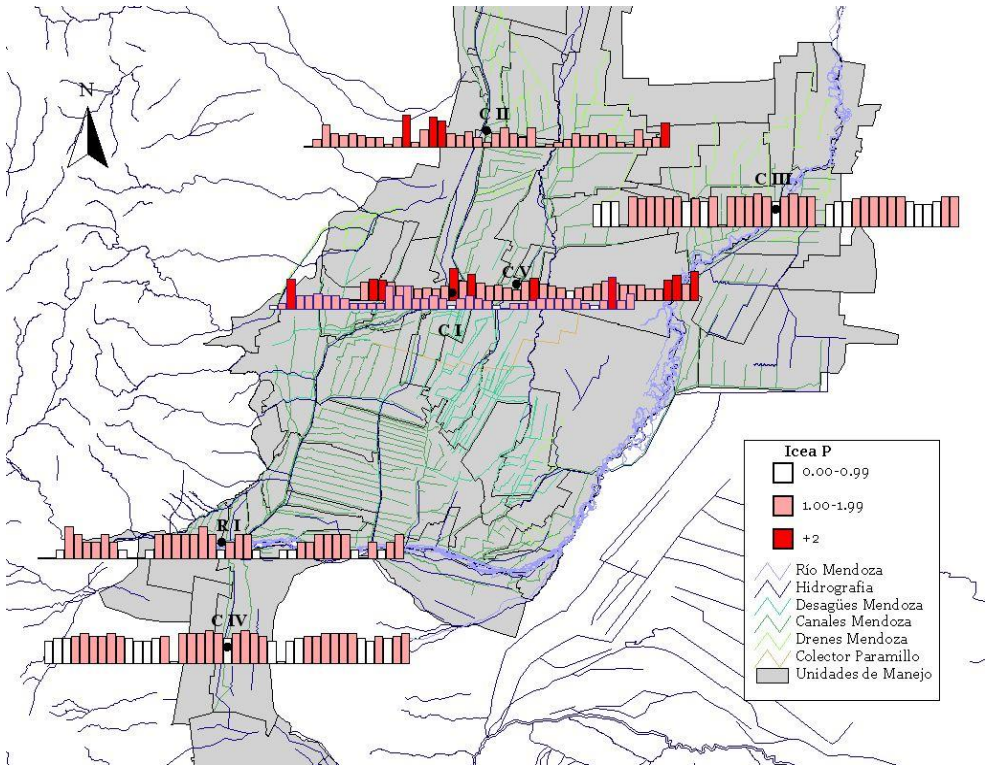 N
C II
C III
C V
C I
R I
C IV
Icea P
0.00-0.99
1.00-1.99
+2
Río Mendoza
Hidrografia
Desagües Mendoza
Canales Mendoza
Drenes Mendoza
Colector Paramillo
Unidades de Manejo